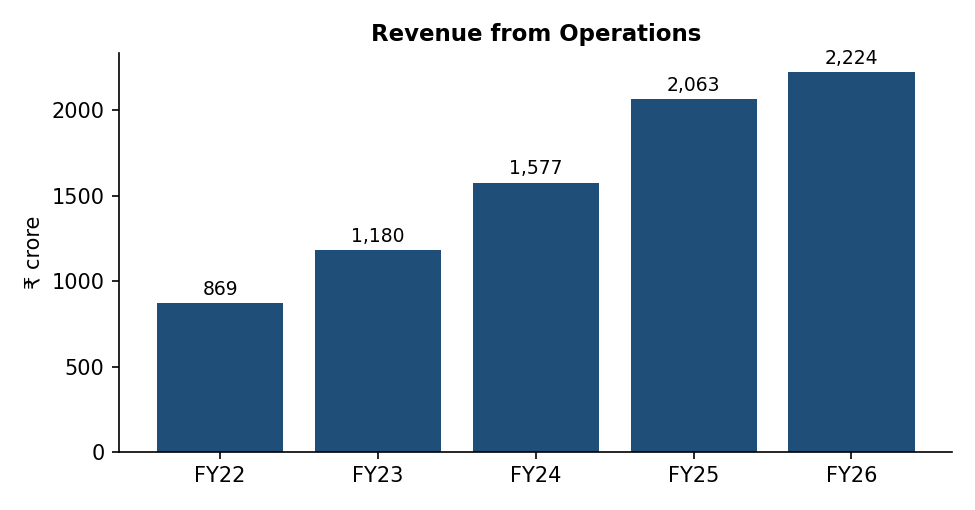 Revenue from Operations
₹ crore
2000
1500
1000
500
0
869
1,180
1,577
2,063
2,224
FY22
FY23
FY24
FY25
FY26